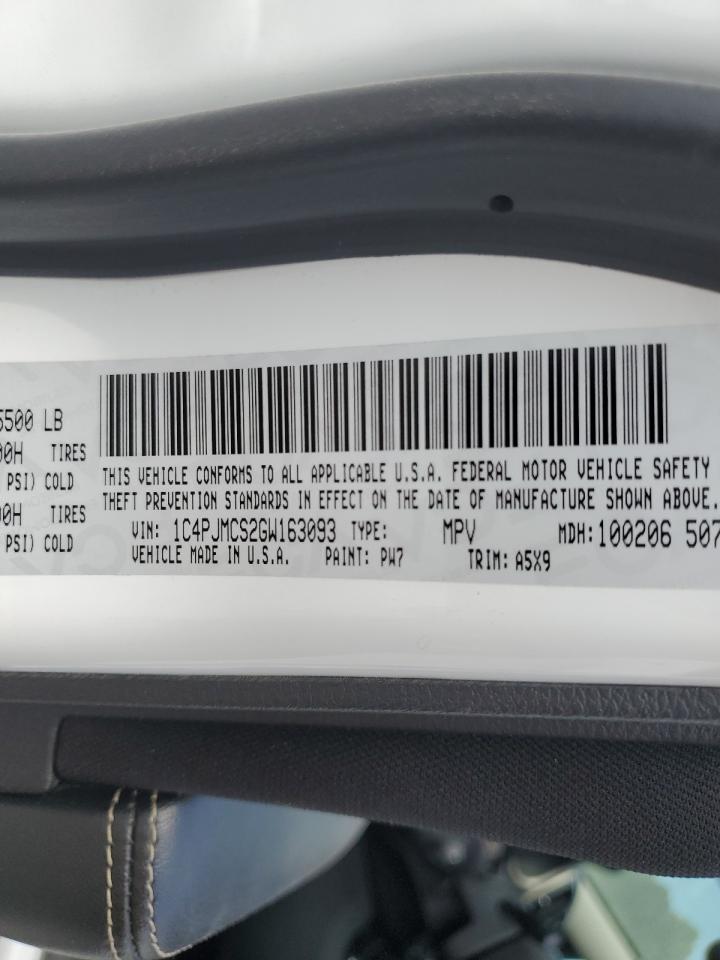 5500 LB
00H TIRES
PSI) COLD
00H TIRES
PSI) COLD
THIS VEHICLE CONFORMS TO ALL APPLICABLE U.S.A. FEDERAL MOTOR VEHICLE SAFETY
THEFT PREVENTION STANDARDS IN EFFECT ON THE DATE OF MANUFACTURE SHOWN ABOVE.
VIN: 1C4PJMCS2GW163093 TYPE: MPV MDH: 100206 507
VEHICLE MADE IN U.S.A. PAINT: PW7 TRIM: A5X9